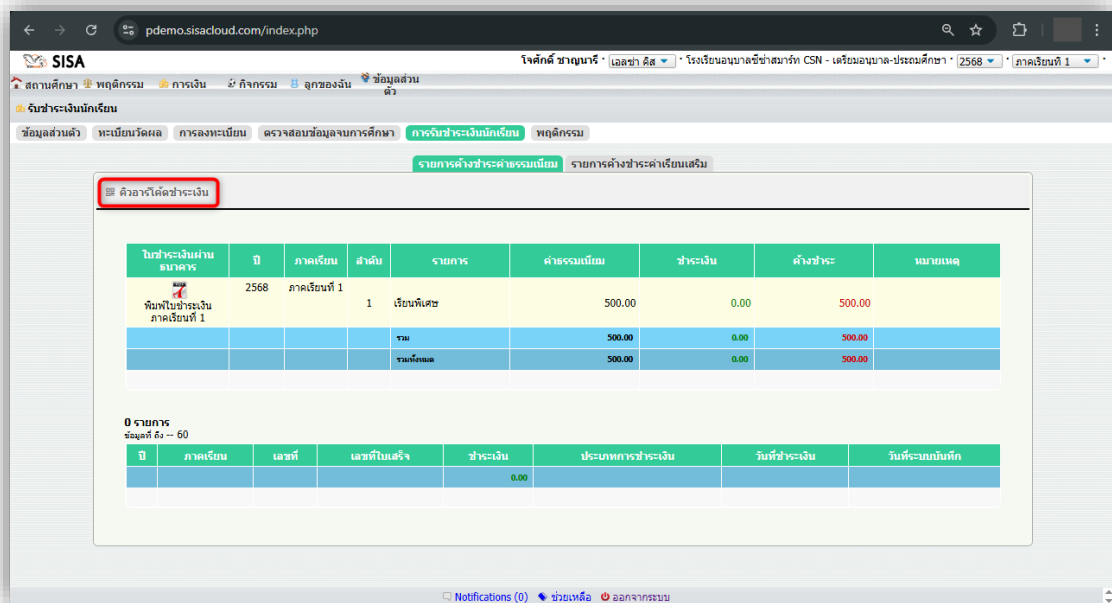 pdemo.sisacloud.com/index.php
SISA
โจศักดิ์ ชาญนารี · เอลซ่า คิส · โรงเรียนอนุบาลซีซ่าสมาร์ท CSN - เตรียมอนุบาล-ประถมศึกษา · 2568 · ภาคเรียนที่ 1 ·
สถานศึกษา พฤติกรรม การเงิน กิจกรรม ลูกของฉัน ข้อมูลส่วน
ตัว
รับชำระเงินนักเรียน
ข้อมูลส่วนตัว ทะเบียนวัดผล การลงทะเบียน ตรวจสอบข้อมูลจบการศึกษา การรับชำระเงินนักเรียน พฤติกรรม
รายการค้างชำระค่าธรรมเนียม รายการค้างชำระค่าเรียนเสริม
คิวอาร์โค้ดชำระเงิน
ใบชำระเงินผ่าน
ธนาคาร ปี ภาคเรียน ลำดับ รายการ ค่าธรรมเนียม ชำระเงิน ค้างชำระ หมายเหตุ
2568 ภาคเรียนที่ 1
พิมพ์ใบชำระเงิน 1 เรียนพิเศษ 500.00 0.00 500.00
ภาคเรียนที่ 1
รวม 500.00 0.00 500.00
รวมทั้งหมด 500.00 0.00 500.00
0 รายการ
ข้อมูลที่ ถึง -- 60
ปี ภาคเรียน เลขที่ เลขที่ใบเสร็จ ชำระเงิน ประเภทการชำระเงิน วันที่ชำระเงิน วันที่ระบบบันทึก
0.00
Notifications (0) ช่วยเหลือ ออกจากระบบ